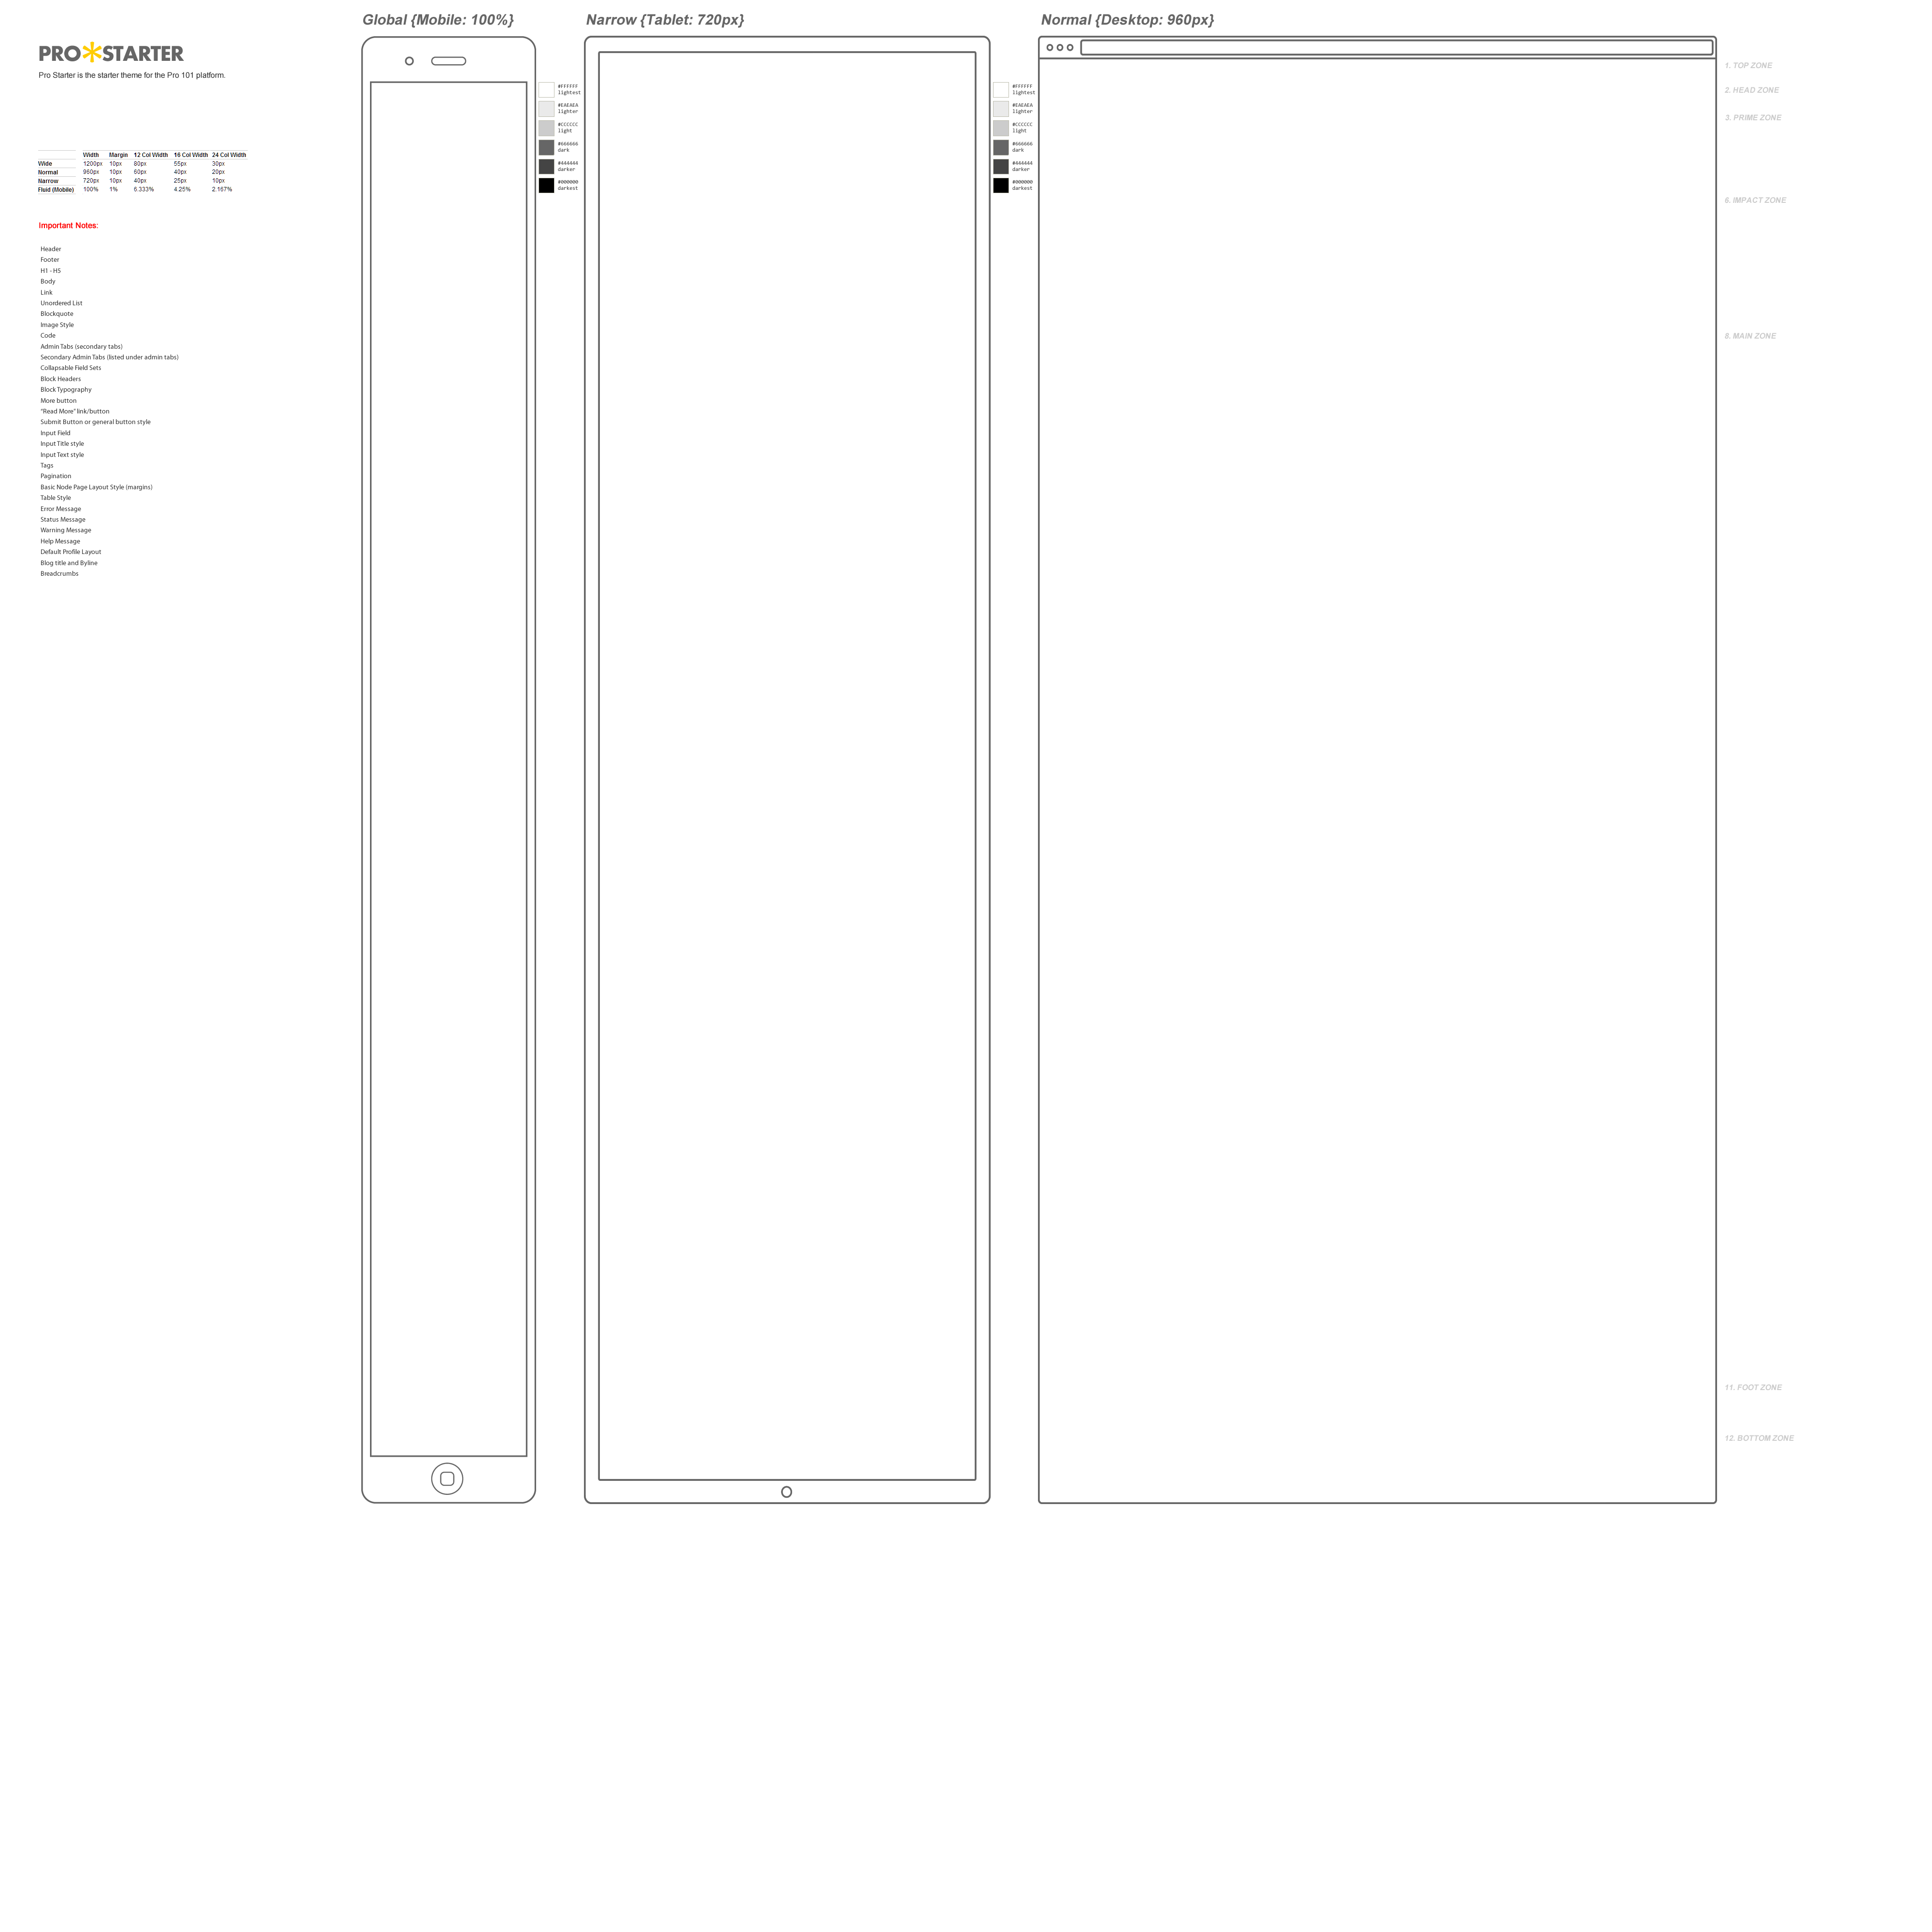 Global {Mobile: 100%}
Narrow {Tablet: 720px}
Normal {Desktop: 960px}
PRO STARTER
Pro Starter is the starter theme for the Pro 101 platform.
Width Margin 12 Col Width 16 Col Width 24 Col Width
Wide 1200px 10px 80px 55px 30px
Normal 960px 10px 60px 40px 20px
Narrow 720px 10px 40px 25px 10px
Fluid (Mobile) 100% 1% 6.333% 4.25% 2.167%
Important Notes:
Header
Footer
H1 - H5
Body
Link
Unordered List
Blockquote
Image Style
Code
Admin Tabs (secondary tabs)
Secondary Admin Tabs (listed under admin tabs)
Collapsable Field Sets
Block Headers
Block Typography
More button
“Read More” link/button
Submit Button or general button style
Input Field
Input Title style
Input Text style
Tags
Pagination
Basic Node Page Layout Style (margins)
Table Style
Error Message
Status Message
Warning Message
Help Message
Default Profile Layout
Blog title and Byline
Breadcrumbs
#FFFFFF
lightest
#EAEAEA
lighter
#CCCCCC
light
#666666
dark
#444444
darker
#000000
darkest
#FFFFFF
lightest
#EAEAEA
lighter
#CCCCCC
light
#666666
dark
#444444
darker
#000000
darkest
1. TOP ZONE
2. HEAD ZONE
3. PRIME ZONE
6. IMPACT ZONE
8. MAIN ZONE
11. FOOT ZONE
12. BOTTOM ZONE